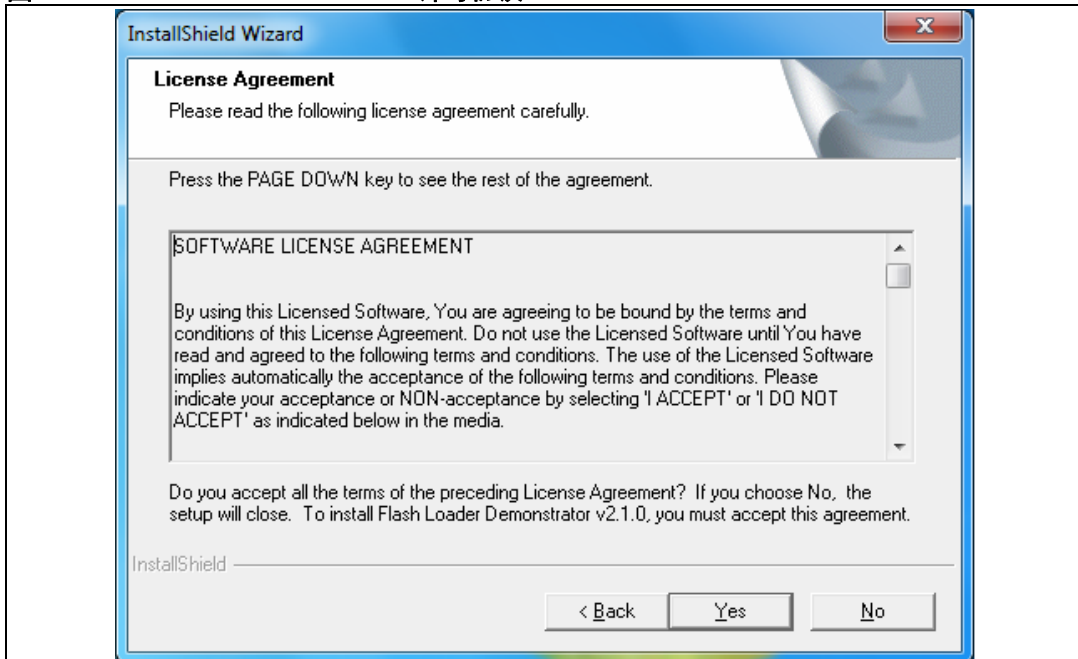 InstallShield Wizard
License Agreement
Please read the following license agreement carefully.
Press the PAGE DOWN key to see the rest of the agreement.
SOFTWARE LICENSE AGREEMENT
By using this Licensed Software, You are agreeing to be bound by the terms and
conditions of this License Agreement. Do not use the Licensed Software until You have
read and agreed to the following terms and conditions. The use of the Licensed Software
implies automatically the acceptance of the following terms and conditions. Please
indicate your acceptance or NON-acceptance by selecting 'I ACCEPT' or 'I DO NOT
ACCEPT' as indicated below in the media.
Do you accept all the terms of the preceding License Agreement? If you choose No, the
setup will close. To install Flash Loader Demonstrator v2.1.0, you must accept this agreement.
InstallShield
< Back Yes No